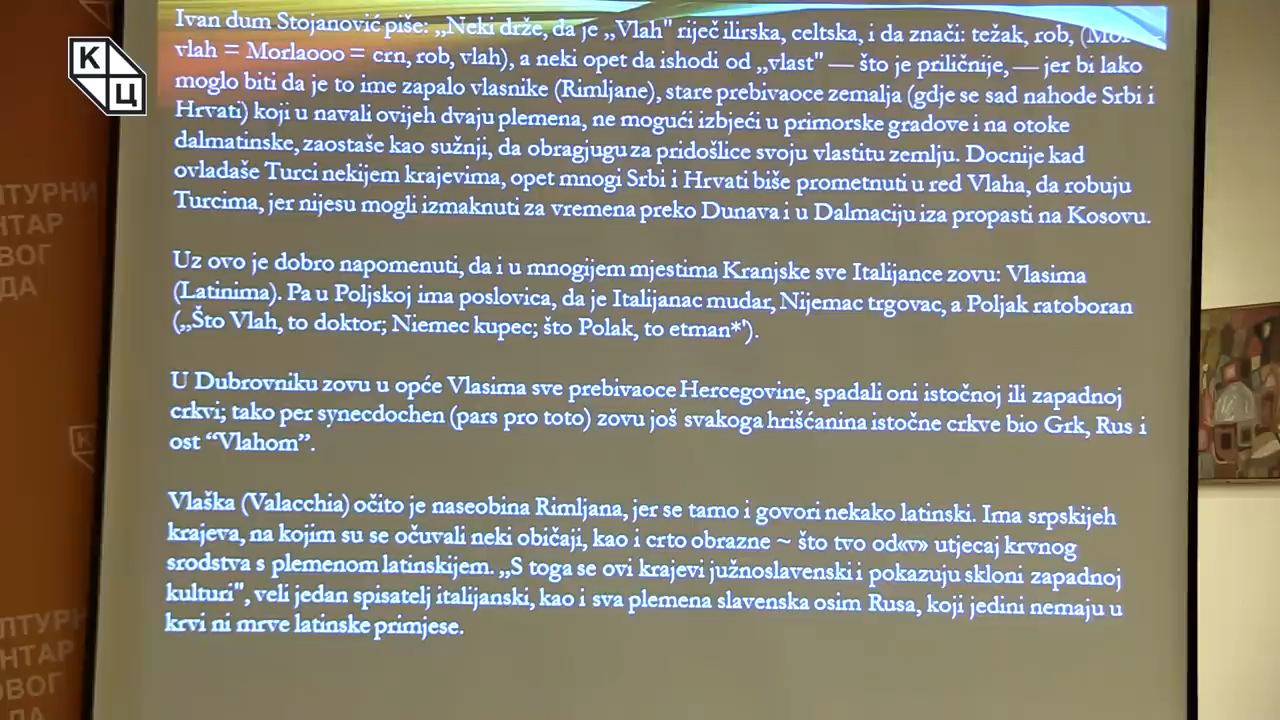 К
Ц
ЛТУРНИ
НТАР
ВОГ
ДА
К
Ivan dum Stojanović piše: „Neki drže, da je „Vlah" riječ ilirska, celtska, i da znači: težak, rob, (Mor-
vlah = Morlaooo = crn, rob, vlah), a neki opet da ishodi od „vlast" — što je priličnije, — jer bi lako
moglo biti da je to ime zapalo vlasnike (Rimljane), stare prebivaoce zemalja (gdje se sad nahode Srbi i
Hrvati) koji u navali ovijeh dvaju plemena, ne mogući izbjeći u primorske gradove i na otoke
dalmatinske, zaostaše kao sužnji, da obragjugu za pridošlice svoju vlastitu zemlju. Docnije kad
ovladaše Turci nekijem krajevima, opet mnogi Srbi i Hrvati biše prometnuti u red Vlaha, da robuju
Turcima, jer nijesu mogli izmaknuti za vremena preko Dunava i u Dalmaciju iza propasti na Kosovu.
Uz ovo je dobro napomenuti, da i u mnogijem mjestima Kranjske sve Italijance zovu: Vlasima
(Latinima). Pa u Poljskoj ima poslovica, da je Italijanac mudar, Nijemac trgovac, a Poljak ratoboran
(„Što Vlah, to doktor; Niemec kupec; što Polak, to etman*').
U Dubrovniku zovu u opće Vlasima sve prebivaoce Hercegovine, spadali oni istočnoj ili zapadnoj
crkvi; tako per synecdochen (pars pro toto) zovu još svakoga hrišćanina istočne crkve bio Grk, Rus i
ost “Vlahom”.
Vlaška (Valacchia) očito je naseobina Rimljana, jer se tamo i govori nekako latinski. Ima srpskijeh
krajeva, na kojim su se očuvali neki običaji, kao i crto obrazne ~ što tvo od«v» utjecaj krvnog
srodstva s plemenom latinskijem. „S toga se ovi krajevi južnoslavenski i pokazuju skloni zapadnoj
kulturi", veli jedan spisatelj italijanski, kao i sva plemena slavenska osim Rusa, koji jedini nemaju u
krvi ni mrve latinske primjese.
ЛТУРН
НТАР
ОВОГ
ДА